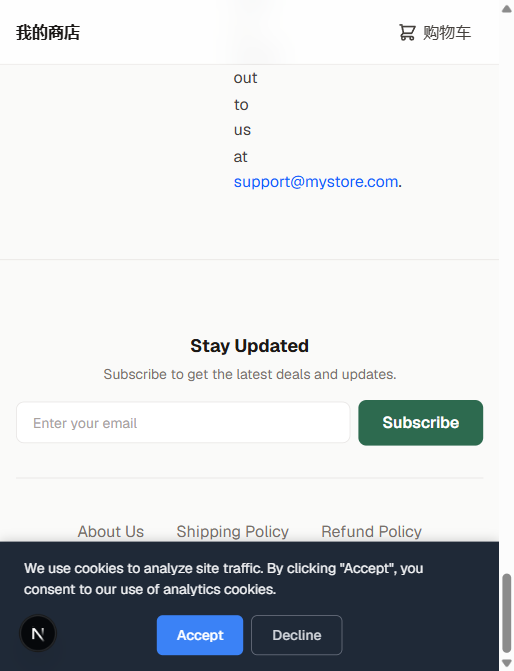 我的商店
购物车
out
to
us
at
support@mystore.com.
Stay Updated
Subscribe to get the latest deals and updates.
Enter your email
Subscribe
About Us
Shipping Policy
Refund Policy
We use cookies to analyze site traffic. By clicking "Accept", you
consent to our use of analytics cookies.
N
Accept
Decline